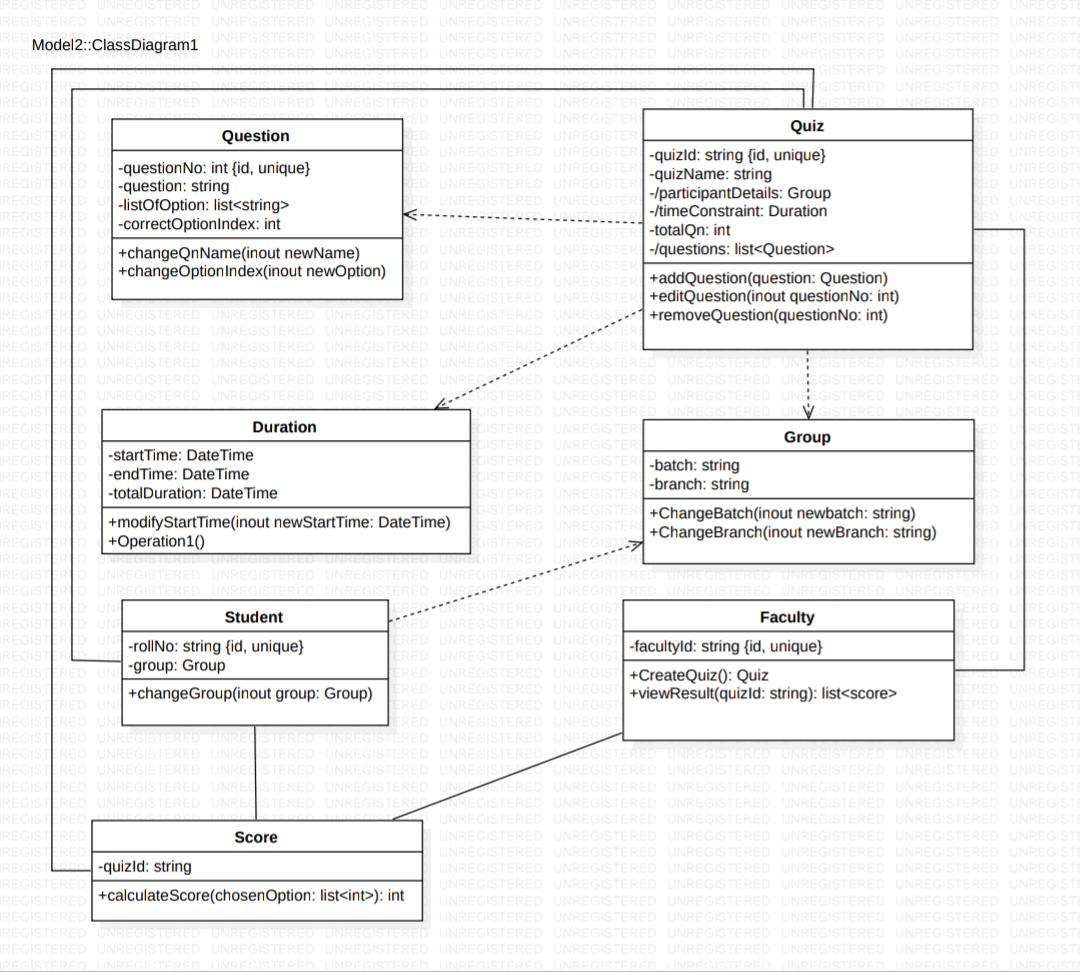 Model2::ClassDiagram1
Question
-questionNo: int {id, unique}
-question: string
-listOfOption: list<string>
-correctOptionIndex: int
+changeQnName(inout newName)
+changeOptionIndex(inout newOption)
Quiz
-quizId: string {id, unique}
-quizName: string
-/participantDetails: Group
-/timeConstraint: Duration
-totalQn: int
-/questions: list<Question>
+addQuestion(question: Question)
+editQuestion(inout questionNo: int)
+removeQuestion(questionNo: int)
Duration
-startTime: DateTime
-endTime: DateTime
-totalDuration: DateTime
+modifyStartTime(inout newStartTime: DateTime)
+Operation1()
Group
-batch: string
-branch: string
+ChangeBatch(inout newbatch: string)
+ChangeBranch(inout newBranch: string)
Student
-rollNo: string {id, unique}
-group: Group
+changeGroup(inout group: Group)
Faculty
-facultyId: string {id, unique}
+CreateQuiz(): Quiz
+viewResult(quizId: string): list<score>
Score
-quizId: string
+calculateScore(chosenOption: list<int>): int
UNREGISTERED